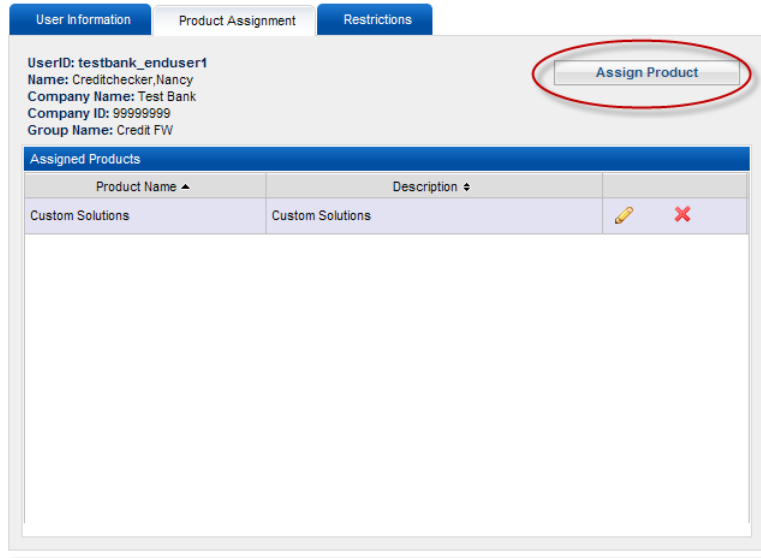 User Information Product Assignment Restrictions
UserID: testbank_enduser1
Assign Product
Name: Creditchecker,Nancy
Company Name: Test Bank
Company ID: 99999999
Group Name: Credit FW
Assigned Products
Product Name Description
Custom Solutions Custom Solutions